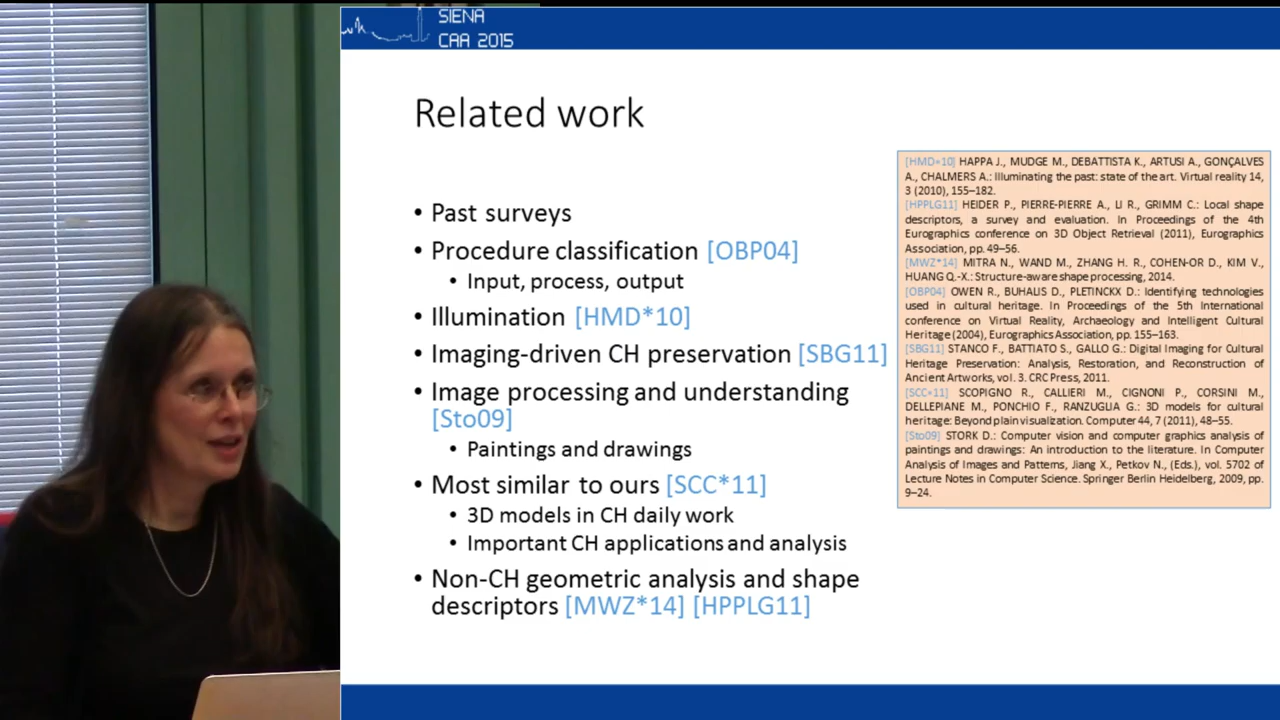 SIENA
CAA 2015
Related work
• Past surveys
• Procedure classification [OBP04]
• Input, process, output
• Illumination [HMD*10]
• Imaging-driven CH preservation [SBG11]
• Image processing and understanding
[Sto09]
• Paintings and drawings
• Most similar to ours [SCC*11]
• 3D models in CH daily work
• Important CH applications and analysis
• Non-CH geometric analysis and shape
descriptors [MWZ*14] [HPPLG11]
[HMD*10] HAPPA J., MUDGE M., DEBATTISTA K., ARTUSI A., GONÇALVES
A., CHALMERS A.: Illuminating the past: state of the art. Virtual reality 14,
3 (2010), 155–182.
[HPPLG11] HEIDER P., PIERRE-PIERRE A., LI R., GRIMM C.: Local shape
descriptors, a survey and evaluation. In Proceedings of the 4th
Eurographics conference on 3D Object Retrieval (2011), Eurographics
Association, pp. 49–56.
[MWZ*14] MITRA N., WAND M., ZHANG H. R., COHEN-OR D., KIM V.,
HUANG Q.-X.: Structure-aware shape processing, 2014.
[OBP04] OWEN R., BUHALIS D., PLETINCKX D.: Identifying technologies
used in cultural heritage. In Proceedings of the 5th International
conference on Virtual Reality, Archaeology and Intelligent Cultural
Heritage (2004), Eurographics Association, pp. 155–163.
[SBG11] STANCO F., BATTIATO S., GALLO G.: Digital Imaging for Cultural
Heritage Preservation: Analysis, Restoration, and Reconstruction of
Ancient Artworks, vol. 3. CRC Press, 2011.
[SCC*11] SCOPIGNO R., CALLIERI M., CIGNONI P., CORSINI M.,
DELLEPIANE M., PONCHIO F., RANZUGLIA G.: 3D models for cultural
heritage: Beyond plain visualization. Computer 44, 7 (2011), 48–55.
[Sto09] STORK D.: Computer vision and computer graphics analysis of
paintings and drawings: An introduction to the literature. In Computer
Analysis of Images and Patterns, Jiang X., Petkov N., (Eds.), vol. 5702 of
Lecture Notes in Computer Science. Springer Berlin Heidelberg, 2009, pp.
9–24.